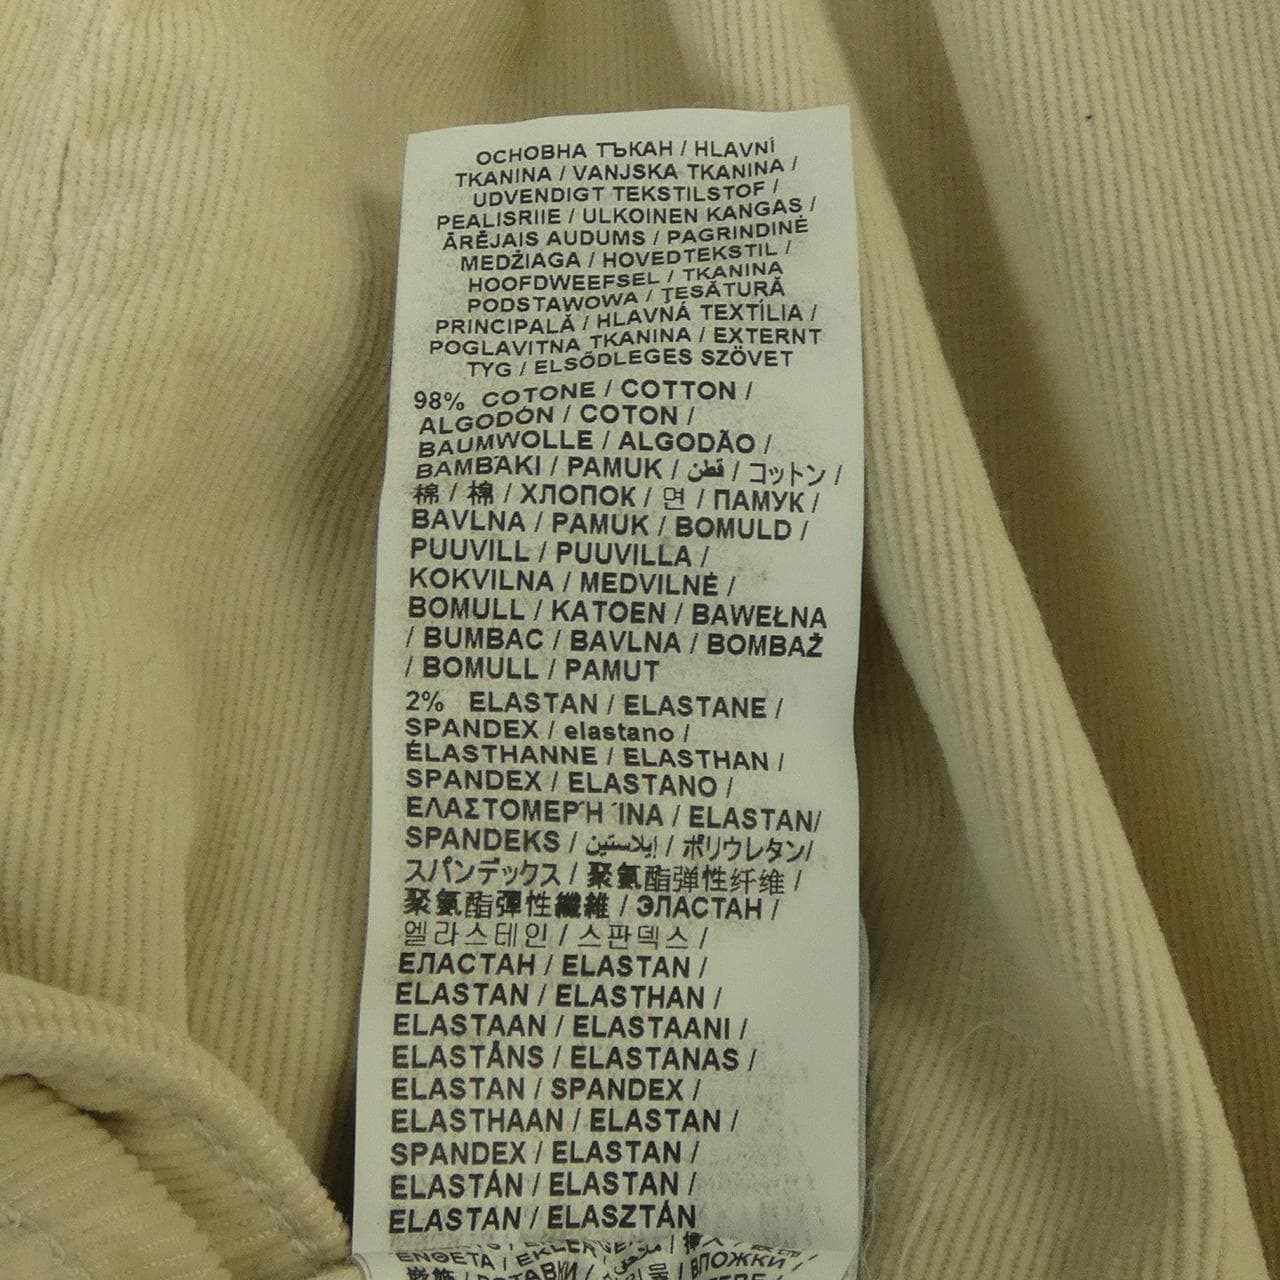 ОСНОВНА ТЪКАН / HLAVNÍ
TKANINA / VANJSKA TKANINA /
UDVENDIGT TEKSTILSTOF /
PEALISRIIE / ULKOINEN KANGAS /
ĀRĒJAIS AUDUMS / PAGRINDINĖ
MEDŽIAGA / HOVEDTEKSTIL /
HOOFDWEEFSEL / TKANINA
PODSTAWOWA / ŢESĂTURĂ
PRINCIPALĂ / HLAVNÁ TEXTÍLIA /
POGLAVITNA TKANINA / EXTERNT
TYG / ELSŐDLEGES SZÖVET
98% COTONE / COTTON /
ALGODÓN / COTON /
BAUMWOLLE / ALGODÃO /
ΒΑΜΒΆΚΙ / PAMUK / قطن / コットン /
棉 / 棉 / ХЛОПОК / 면 / ПАМУК /
BAVLNA / PAMUK / BOMULD /
PUUVILL / PUUVILLA /
KOKVILNA / MEDVILNĖ /
BOMULL / KATOEN / BAWEŁNA
/ BUMBAC / BAVLNA / BOMBAŽ
/ BOMULL / PAMUT
2% ELASTAN / ELASTANE /
SPANDEX / elastano /
ÉLASTHANNE / ELASTHAN /
SPANDEX / ELASTANO /
ΕΛΑΣΤΟΜΕΡΉ ΊΝΑ / ELASTAN/
SPANDEKS / إيلاستين / ポリウレタン/
スパンデックス / 聚氨酯弹性纤维 /
聚氨酯彈性纖維 / ЭЛАСТАН /
엘라스테인 / 스판덱스 /
ЕЛАСТАН / ELASTAN /
ELASTAN / ELASTHAN /
ELASTAAN / ELASTAANI /
ELASTĀNS / ELASTANAS /
ELASTAN / SPANDEX /
ELASTHAAN / ELASTAN /
SPANDEX / ELASTAN /
ELASTÁN / ELASTAN /
ELASTAN / ELASZTÁN
ΕΝΘΕΤΑ /
ВЛОЖКИ /